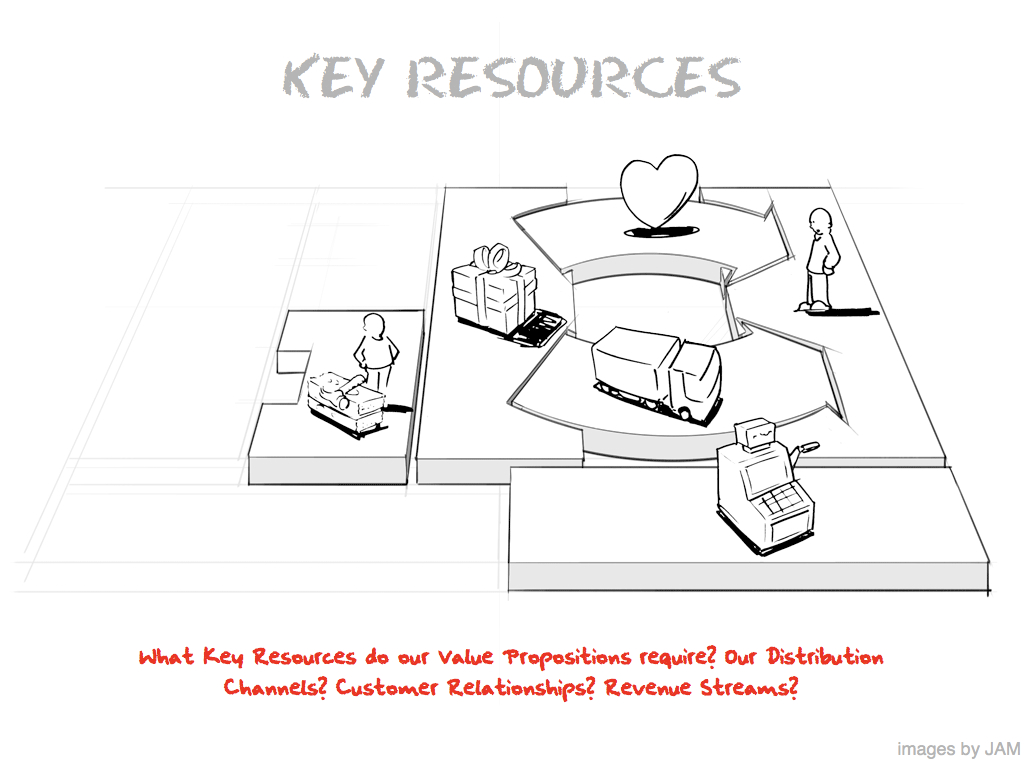 KEY RESOURCES
What Key Resources do our Value Propositions require? Our Distribution
Channels? Customer Relationships? Revenue Streams?
images by JAM